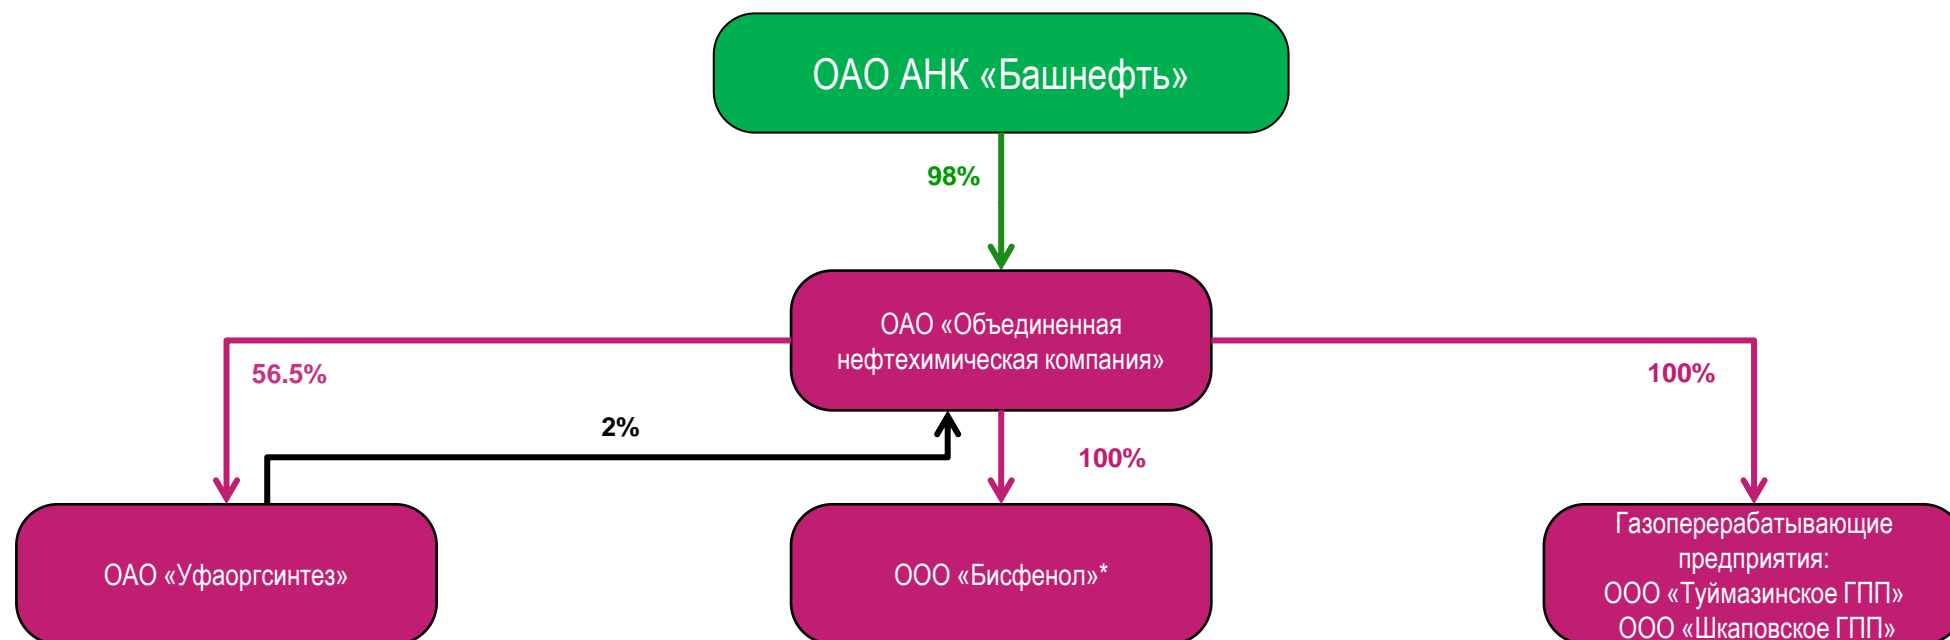 ОАО АНК «Башнефть»
98%
ОАО «Объединенная
нефтехимическая компания»
56.5%
100%
2%
100%
ОАО «Уфаоргсинтез»
ООО «Бисфенол»*
Газоперерабатывающие
предприятия:
ООО «Туймазинское ГПП»
ООО «Шкаповское ГПП»